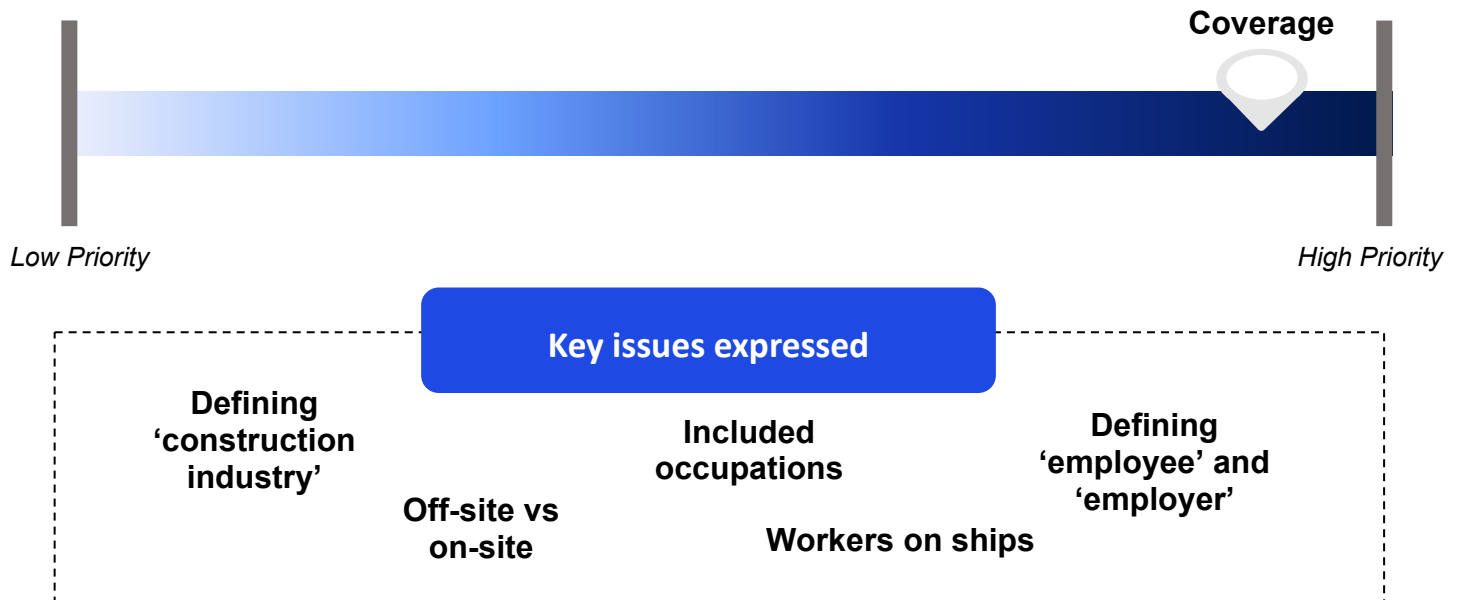 Coverage
Low Priority
High Priority
Key issues expressed
Defining
‘construction
industry’
Off-site vs
on-site
Included
occupations
Workers on ships
Defining
‘employee’ and
‘employer’